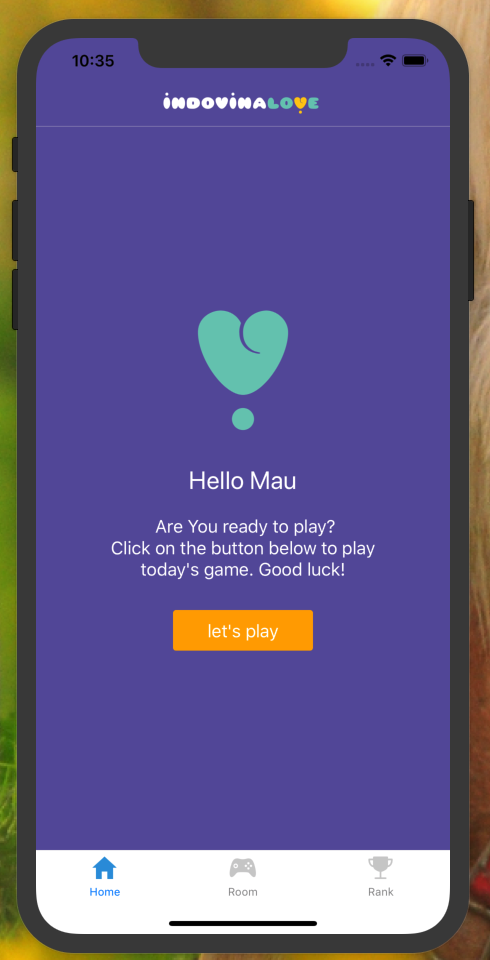 10:35
iNDOViNALOVE
Hello Mau
Are You ready to play?
Click on the button below to play
today's game. Good luck!
let's play
Home
Room
Rank